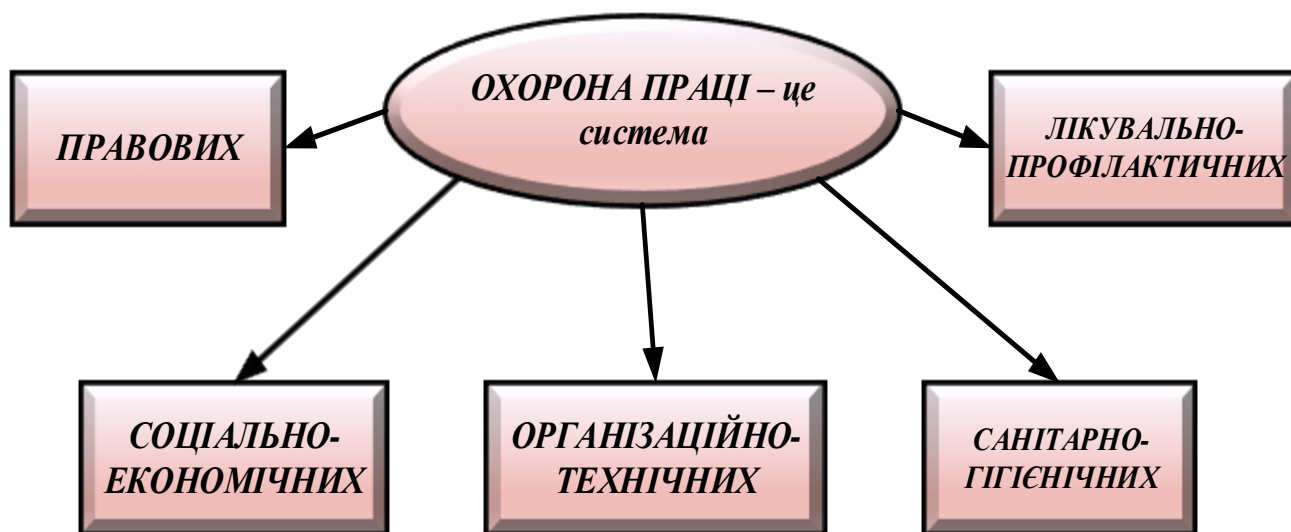 ОХОРОНА ПРАЦІ – це
система
ПРАВОВИХ
ЛІКУВАЛЬНО-
ПРОФІЛАКТИЧНИХ
СОЦІАЛЬНО-
ЕКОНОМІЧНИХ
ОРГАНІЗАЦІЙНО-
ТЕХНІЧНИХ
САНІТАРНО-
ГІГІЄНІЧНИХ